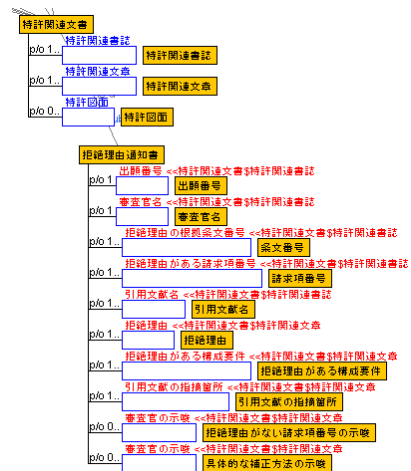 特許関連文書
特許関連書誌
p/o 1..
特許関連書誌
特許関連文章
p/o 1..
特許関連文章
特許図面
p/o 0..
特許図面
拒絶理由通知書
出願番号 <<特許関連文書$特許関連書誌
p/o 1
出願番号
審査官名 <<特許関連文書$特許関連書誌
p/o 1
審査官名
拒絶理由の根拠条文番号 <<特許関連文書$特許関連書誌
p/o 1..
条文番号
拒絶理由がある請求項番号 <<特許関連文書$特許関連書誌
p/o 1..
請求項番号
引用文献名 <<特許関連文書$特許関連書誌
p/o 1..
引用文献名
拒絶理由 <<特許関連文書$特許関連文章
p/o 1..
拒絶理由
拒絶理由がある構成要件 <<特許関連文書$特許関連文章
p/o 1..
拒絶理由がある構成要件
引用文献の指摘箇所 <<特許関連文書$特許関連文章
p/o 1..
引用文献の指摘箇所
審査官の示唆 <<特許関連文書$特許関連文章
p/o 0..
拒絶理由がない請求項番号の示唆
審査官の示唆 <<特許関連文書$特許関連文章
p/o 0..
具体的な補正方法の示唆